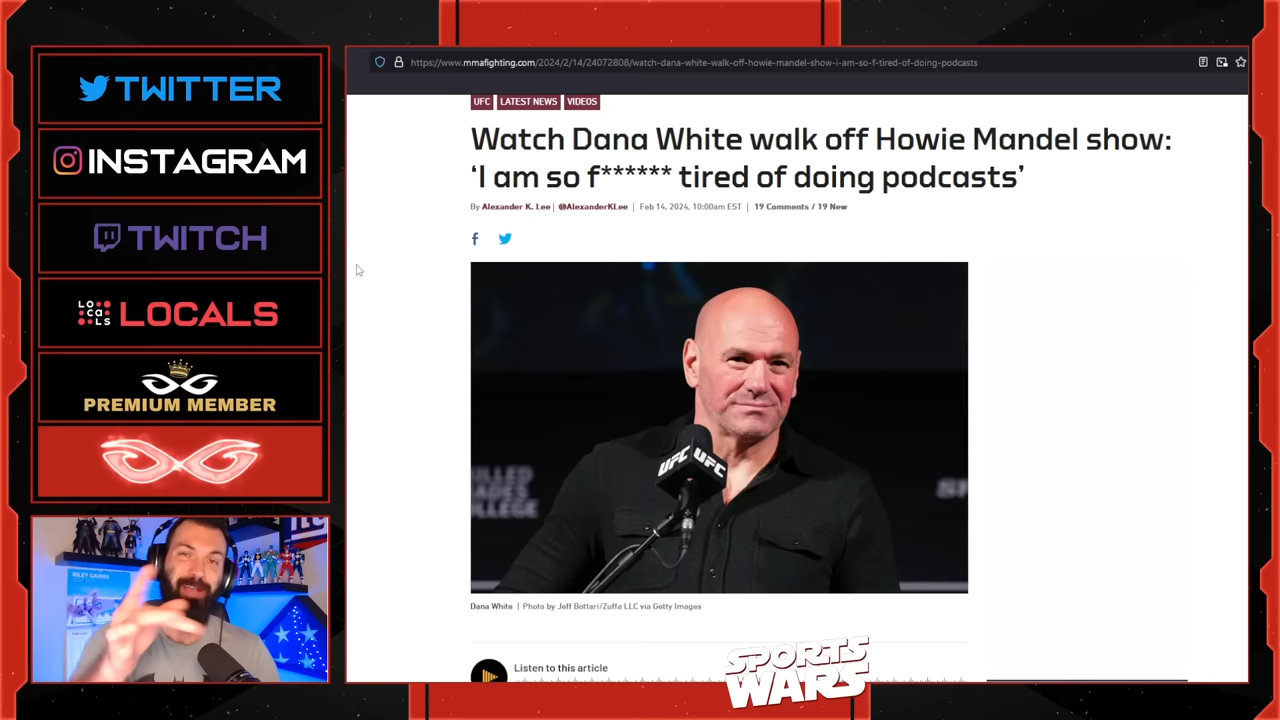 TWITTER
INSTAGRAM
TWITCH
LOCALS
LOCALS
PREMIUM MEMBER
RILEY GAINES
https://www.mmafighting.com/2024/2/14/24072808/watch-dana-white-walk-off-howie-mandel-show-i-am-so-f-tired-of-doing-podcasts
UFC LATEST NEWS VIDEOS
Watch Dana White walk off Howie Mandel show:
‘I am so f****** tired of doing podcasts’
By Alexander K. Lee | @AlexanderKLee | Feb 14, 2024, 10:00am EST | 19 Comments / 19 New
UFC UFC
Dana White | Photo by Jeff Bottari/Zuffa LLC via Getty Images
Listen to this article
SPORTS
WARS